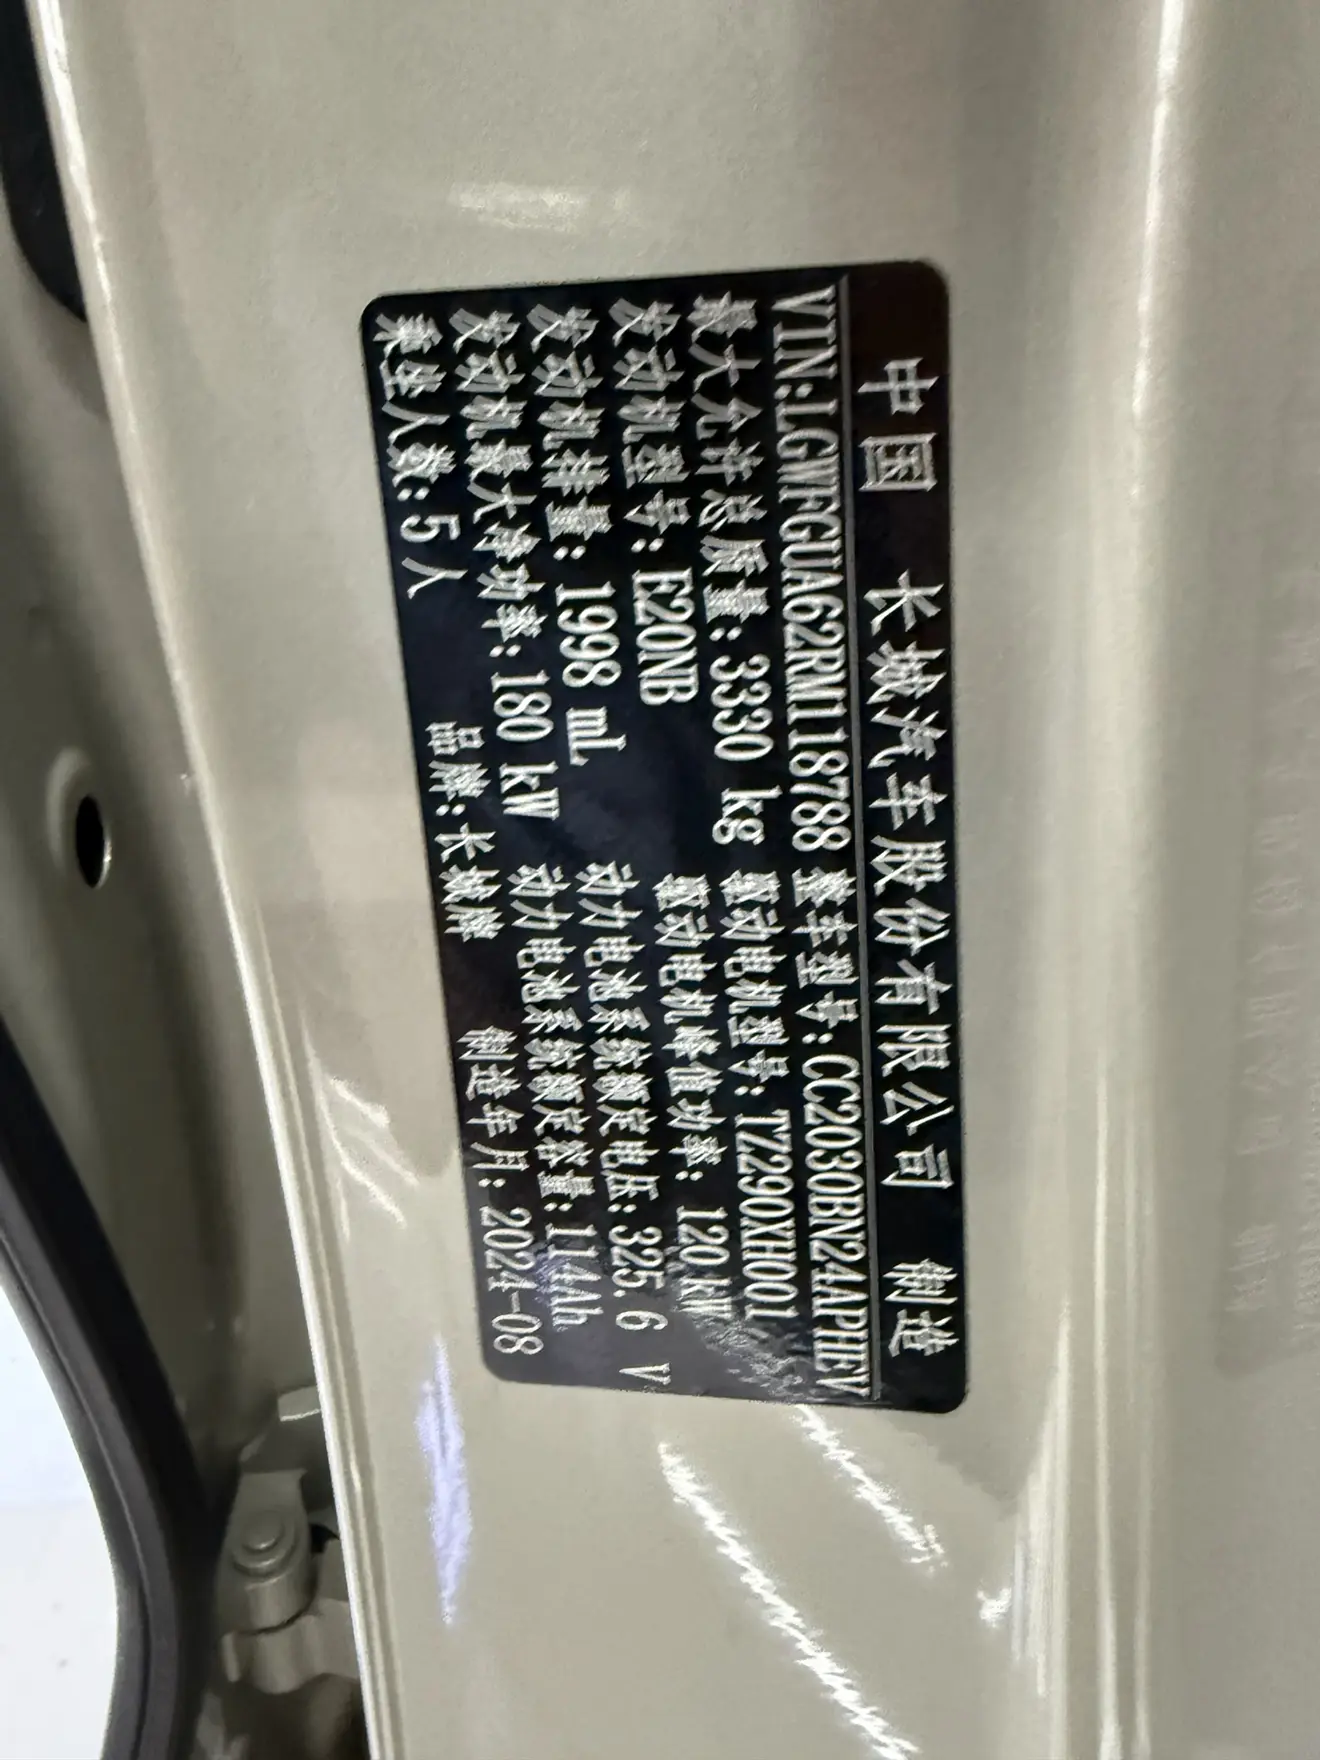 中国 长城汽车股份有限公司 制造
VIN:LGWFGUA62RM118788 整车型号:CC2030BN24APHEV
最大允许总质量:3330 kg 驱动电机型号:TZ290XH001
发动机型号:E20NB 驱动电机峰值功率:120 kW
发动机排量:1998 mL 动力电池系统额定电压:325.6 V
发动机最大净功率:180 kW 动力电池系统额定容量:114Ah
乘坐人数:5 人 品牌:长城牌 制造年月:2024-08